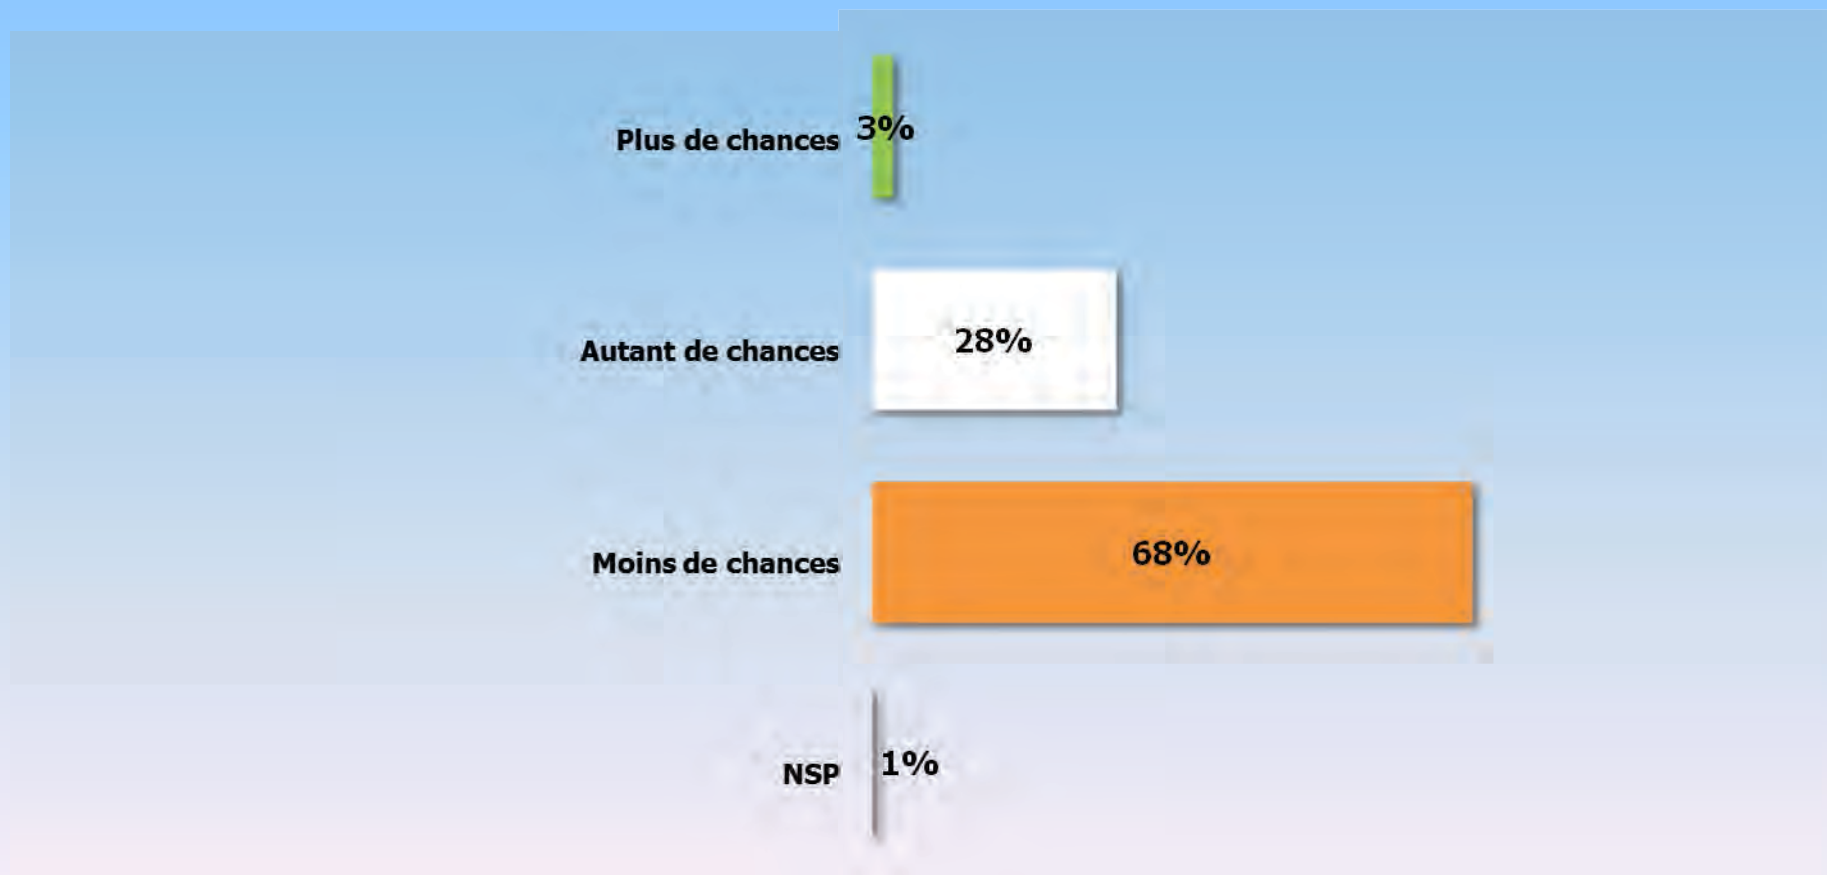 Plus de chances 3%
Autant de chances 28%
Moins de chances 68%
NSP 1%